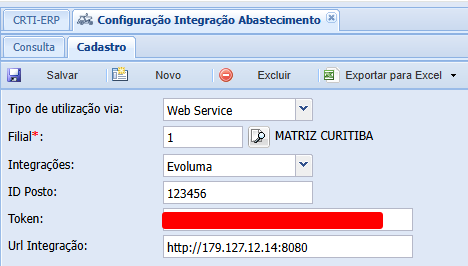 CRTI-ERP Configuração Integração Abastecimento
Consulta Cadastro
Salvar Novo Excluir Exportar para Excel
Tipo de utilização via: Web Service
Filial*: 1 MATRIZ CURITIBA
Integrações: Evoluma
ID Posto: 123456
Token:
Url Integração: http://179.127.12.14:8080